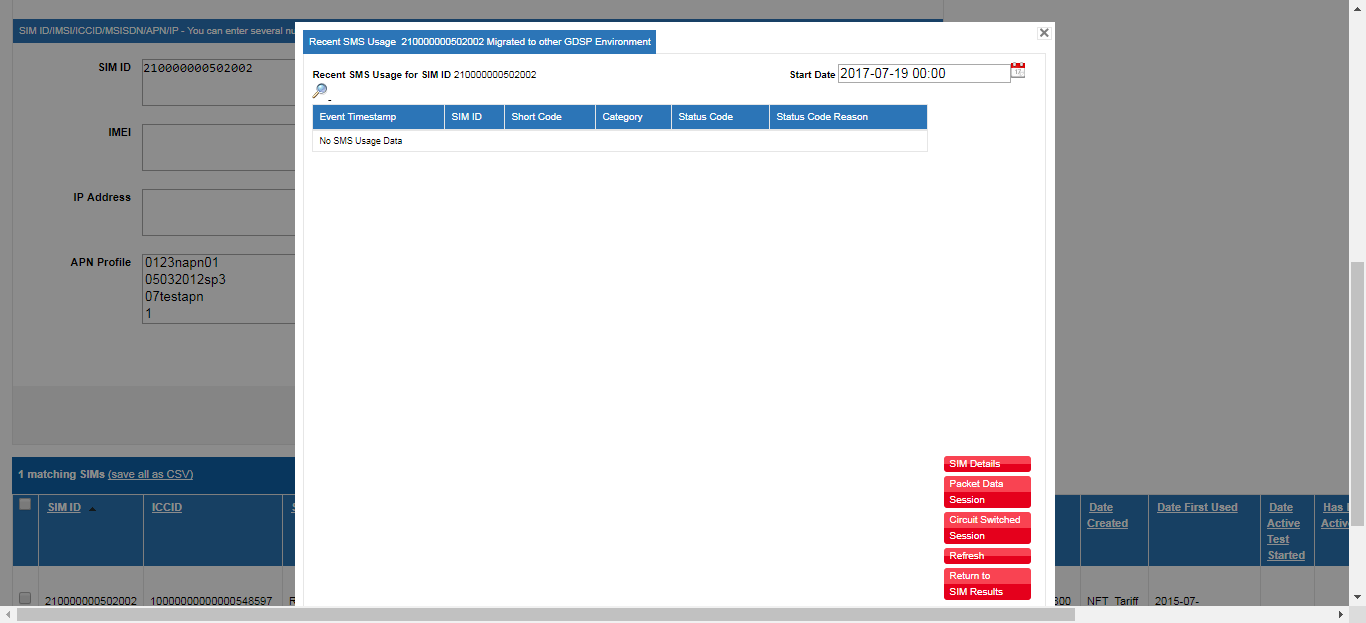 SIM ID/IMSI/ICCID/MSISDN/APN/IP - You can enter several
SIM ID 210000000502002
IMEI
IP Address
APN Profile 0123napn01
05032012sp3
07testapn
1
Recent SMS Usage 210000000502002 Migrated to other GDSP Environment
Recent SMS Usage for SIM ID 210000000502002
Start Date 2017-07-19 00:00
Event Timestamp SIM ID Short Code Category Status Code Status Code Reason
No SMS Usage Data
SIM Details
Packet Data
Session
Circuit Switched
Session
Refresh
Return to
SIM Results
1 matching SIMs (save all as CSV)
SIM ID ICCID
Date
Created
Date First Used
Date
Active
Test
Started
Has
210000000502002 10000000000000548597 NFT_Tariff 2015-07-